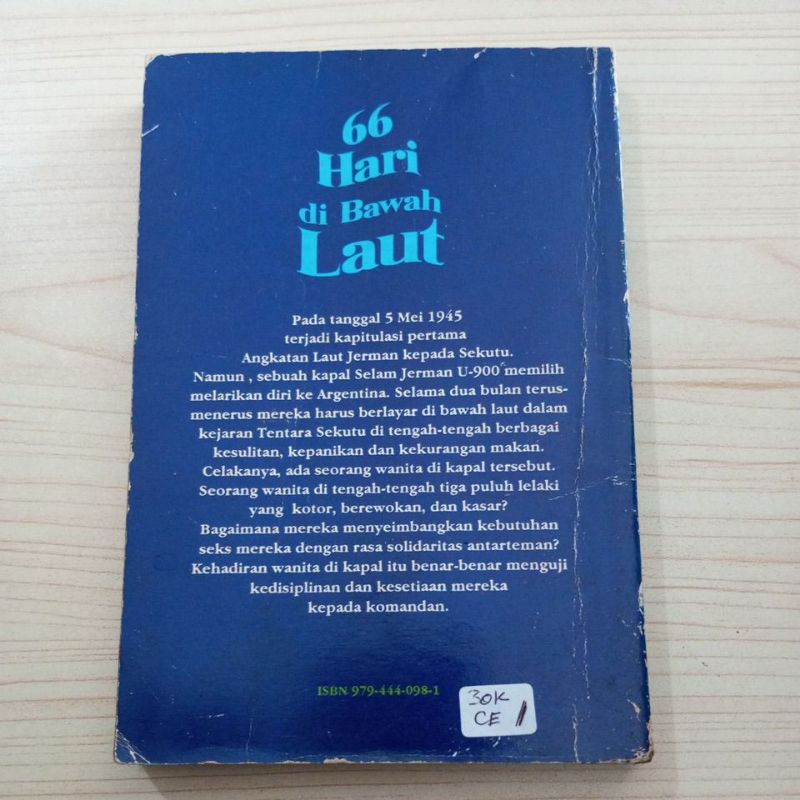 66
Hari
di Bawah
Laut
Pada tanggal 5 Mei 1945
terjadi kapitulasi pertama
Angkatan Laut Jerman kepada Sekutu.
Namun , sebuah kapal Selam Jerman U-900 memilih
melarikan diri ke Argentina. Selama dua bulan terus-
menerus mereka harus berlayar di bawah laut dalam
kejaran Tentara Sekutu di tengah-tengah berbagai
kesulitan, kepanikan dan kekurangan makan.
Celakanya, ada seorang wanita di kapal tersebut.
Seorang wanita di tengah-tengah tiga puluh lelaki
yang kotor, berewokan, dan kasar?
Bagaimana mereka menyeimbangkan kebutuhan
seks mereka dengan rasa solidaritas antarteman?
Kehadiran wanita di kapal itu benar-benar menguji
kedisiplinan dan kesetiaan mereka
kepada komandan.
ISBN 979-444-098-1
30K
CE /